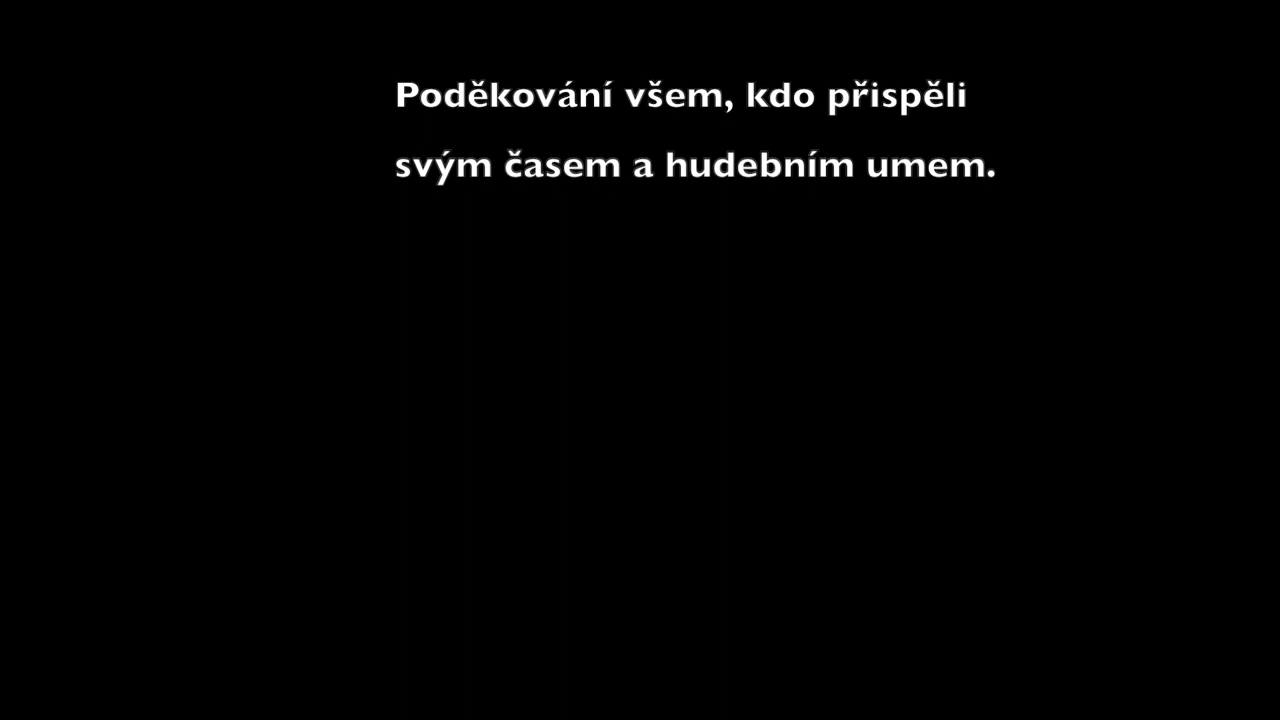 Poděkování všem, kdo přispěli
svým časem a hudebním umem.